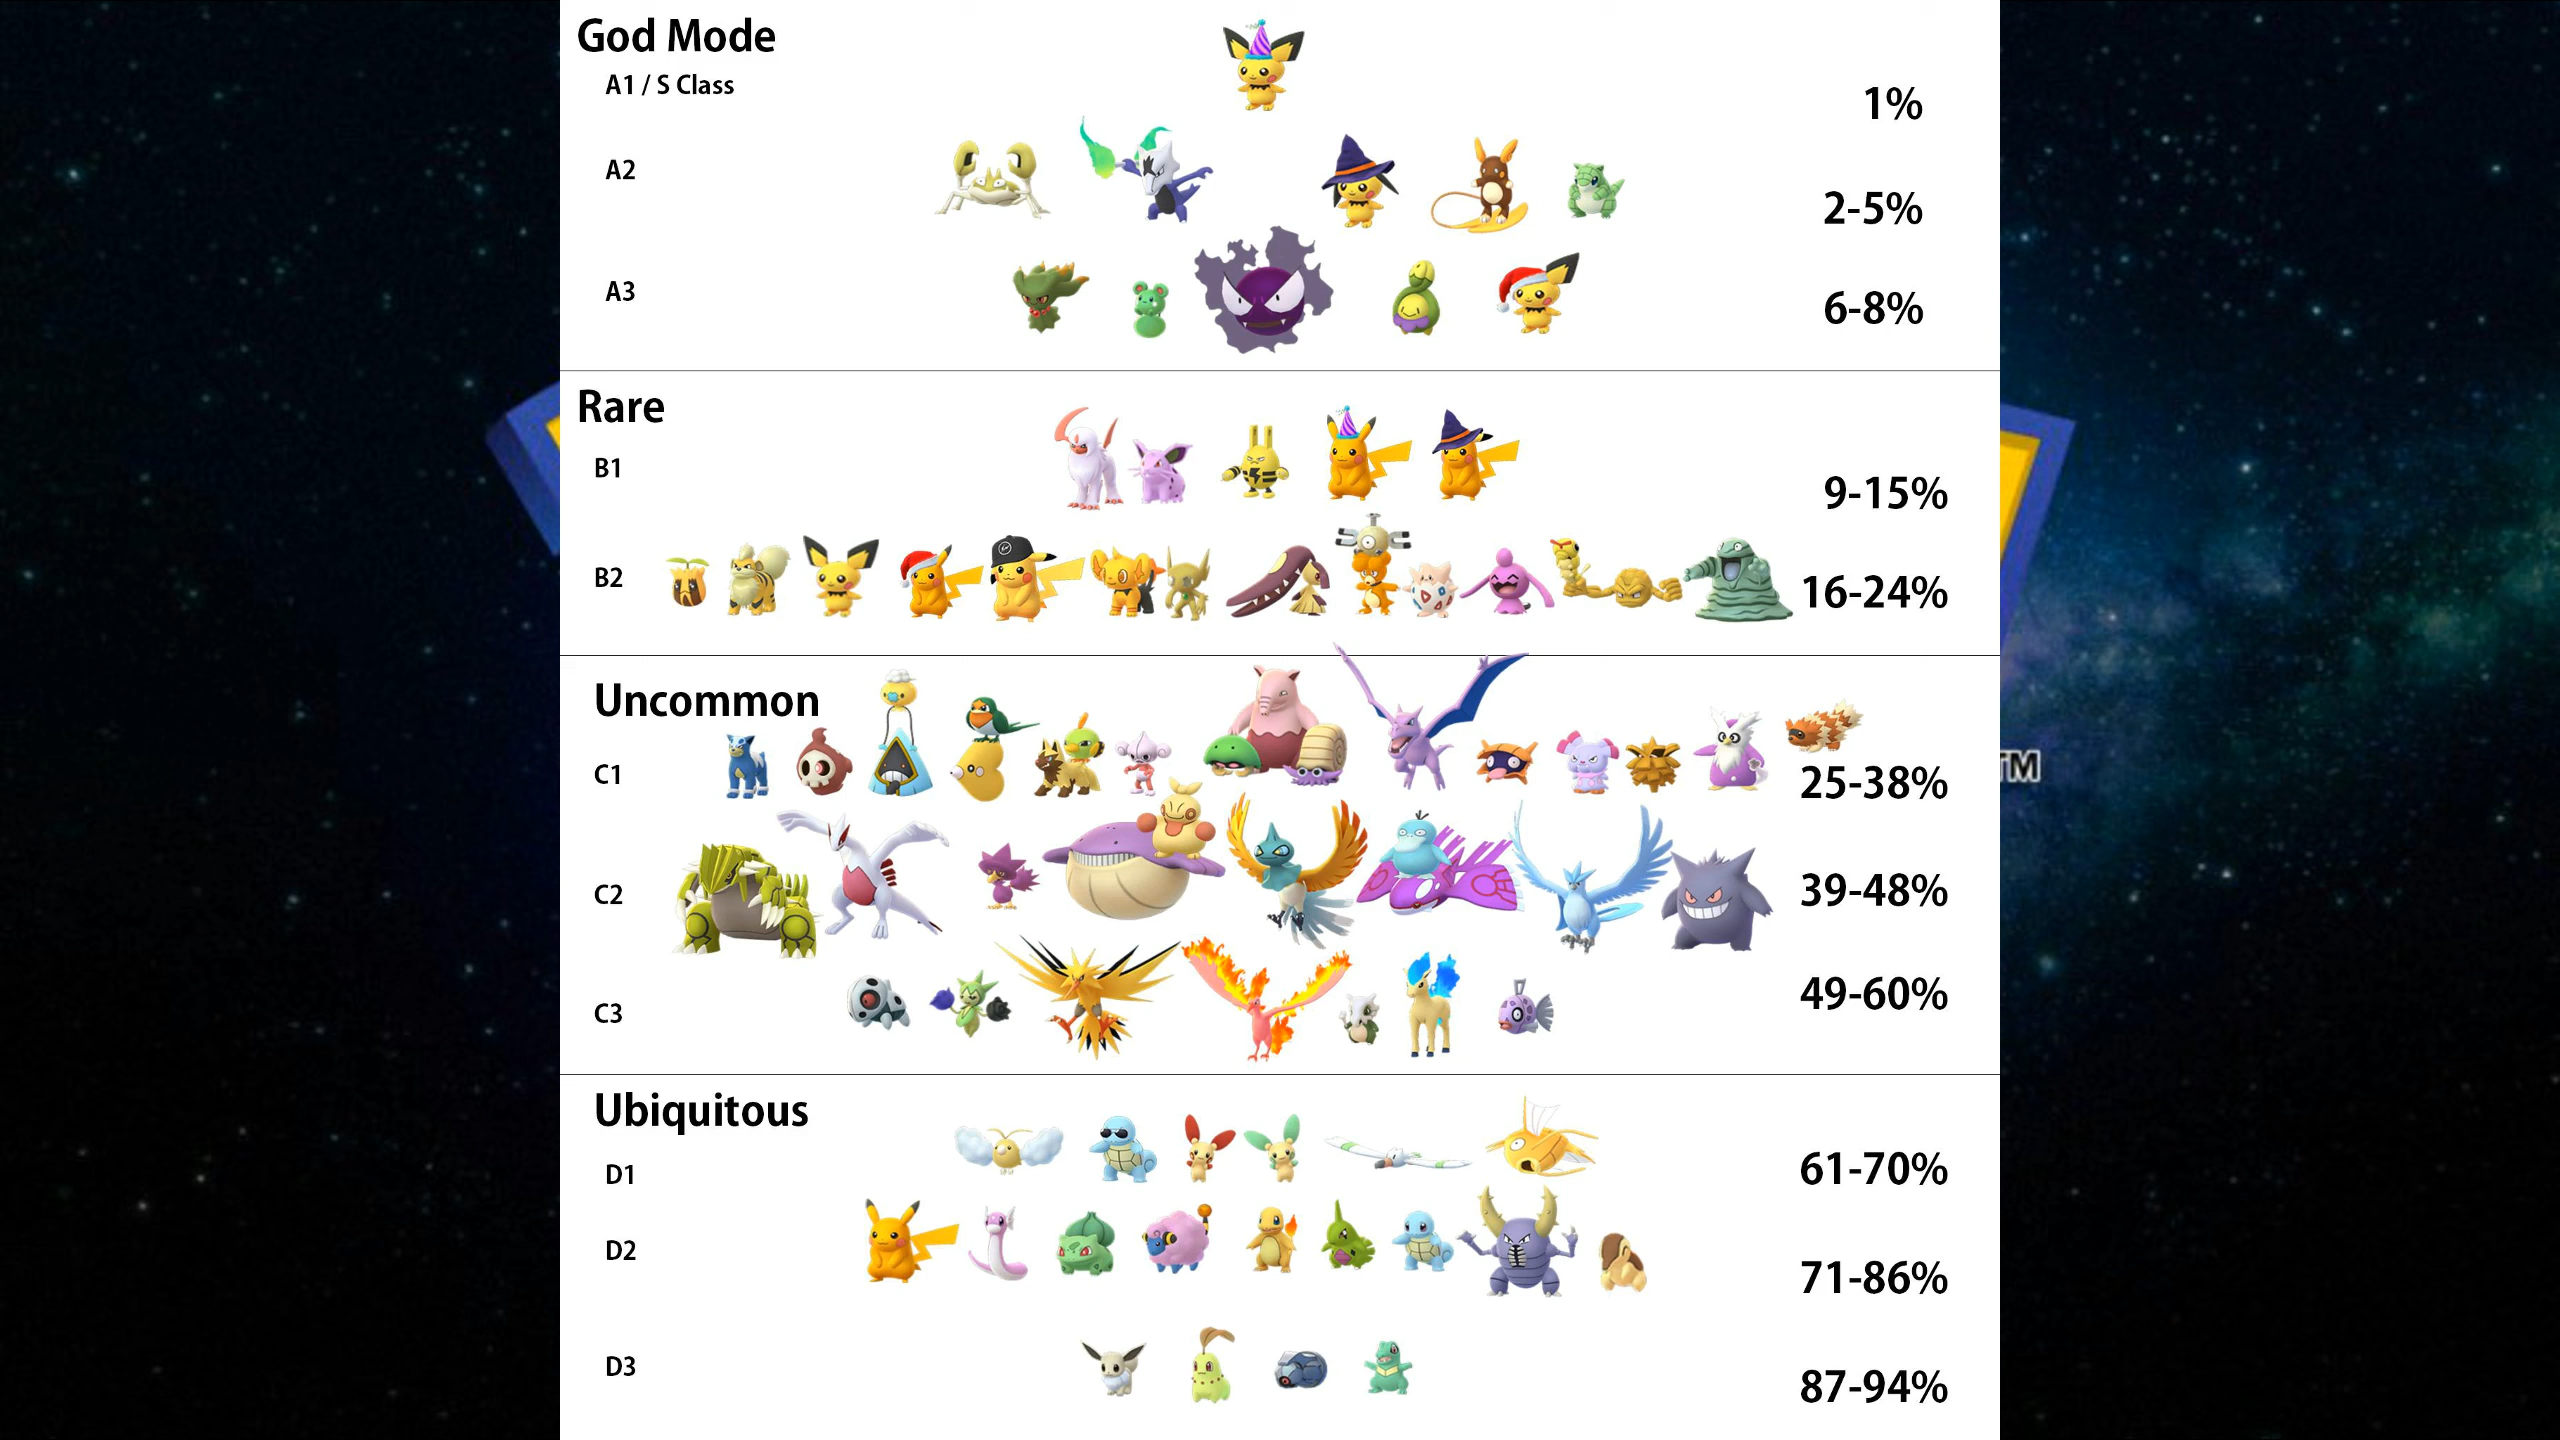 God Mode
A1 / S Class
1%
A2
2-5%
A3
6-8%
Rare
B1
9-15%
B2
16-24%
Uncommon
C1
25-38%
TM
C2
39-48%
C3
49-60%
Ubiquitous
D1
61-70%
D2
71-86%
D3
87-94%